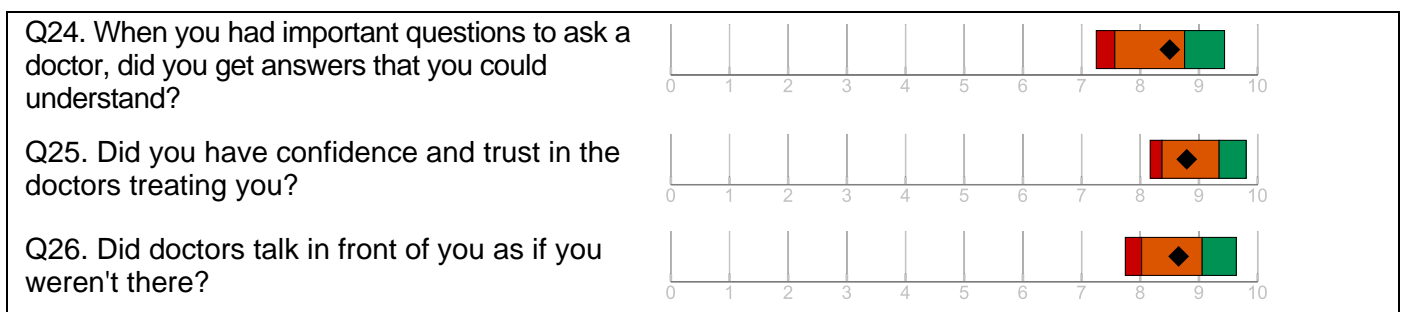 Q24. When you had important questions to ask a
doctor, did you get answers that you could
understand?
0 1 2 3 4 5 6 7 8 9 10
Q25. Did you have confidence and trust in the
doctors treating you?
0 1 2 3 4 5 6 7 8 9 10
Q26. Did doctors talk in front of you as if you
weren't there?
0 1 2 3 4 5 6 7 8 9 10